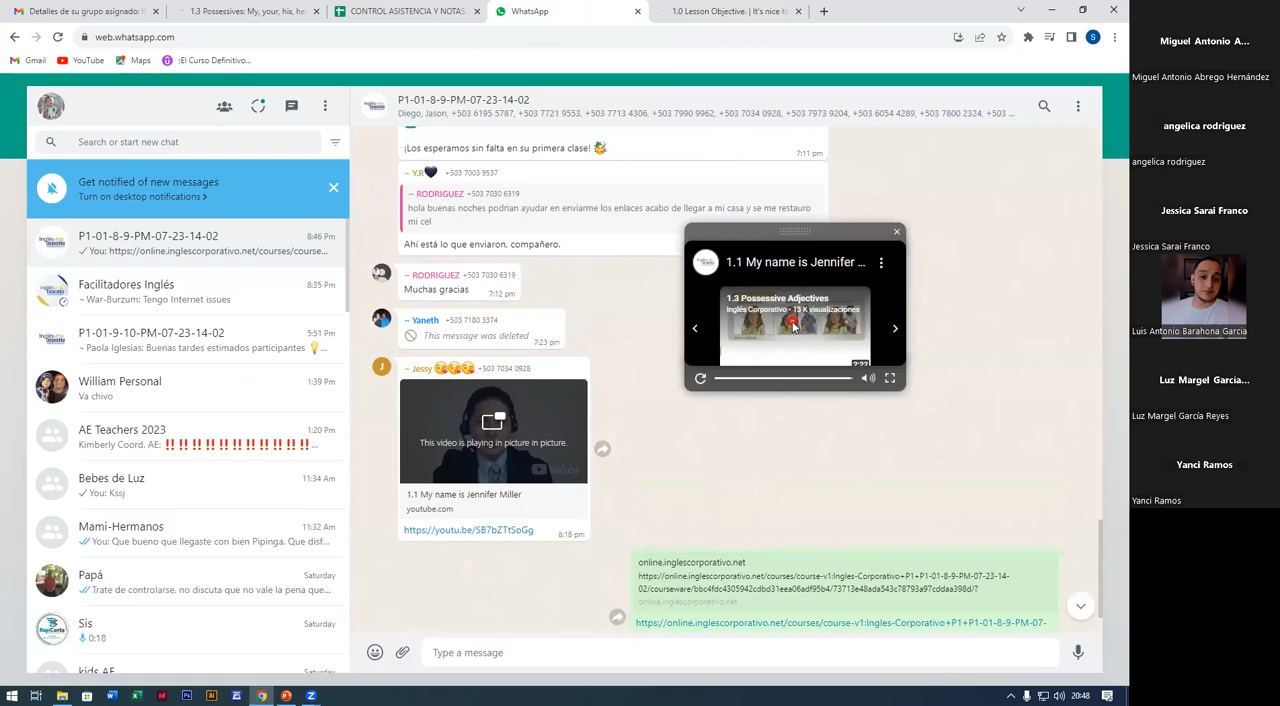 Detalles de su grupo asignado:
1.3 Possessives: My, your, his, he
CONTROL ASISTENCIA Y NOTAS
WhatsApp
1.0 Lesson Objective. | It's nice to
web.whatsapp.com
S
Gmail
YouTube
Maps
¡El Curso Definitivo...
P1-01-8-9-PM-07-23-14-02
Diego, Jason, +503 6195 5787, +503 7721 9553, +503 7713 4306, +503 7990 9962, +503 7034 0928, +503 7973 9204, +503 6054 4289, +503 7800 2324, +503 ...
Search or start new chat
Get notified of new messages
Turn on desktop notifications >
P1-01-8-9-PM-07-23-14-02
8:46 Pm
You: https://online.inglescorporativo.net/courses/course...
Facilitadores Inglés
8:35 Pm
~ War-Burzum: Tengo Internet issues
P1-01-9-10-PM-07-23-14-02
5:51 Pm
~ Paola Iglesias: Buenas tardes estimados participantes
William Personal
1:39 Pm
Va chivo
AE Teachers 2023
1:20 Pm
Kimberly Coord. AE: ‼️‼️‼️‼️‼️‼️‼️‼️‼️‼️...
Bebes de Luz
11:34 Am
You: Kssj
Mami-Hermanos
11:32 Am
You: Que bueno que llegaste con bien Pipinga. Que disf...
Papá
Saturday
Trate de controlarse, no discuta que no vale la pena que...
Sis
Saturday
0:18
kids AF
Saturday
¡Los esperamos sin falta en su primera clase!
7:11 pm
~ Y.R🖤 +503 7003 9537
~ RODRIGUEZ +503 7030 6319
hola buenas noches podrian ayudar en enviarme los enlaces acabo de llegar a mi casa y se me restauro
mi cel
Ahí está lo que enviaron, compañero.
~ RODRIGUEZ +503 7030 6319
Muchas gracias
7:12 pm
~ Yaneth +503 7180 3374
This message was deleted
7:23 pm
J
~ Jessy 😋😋😋 +503 7034 0928
This video is playing in picture in picture.
YouTube
1.1 My name is Jennifer Miller
youtube.com
https://youtu.be/SB7bZTtSoGg
8:18 pm
1.1 My name is Jennifer ...
1.3 Possessive Adjectives
Inglés Corporativo • 13 K visualizaciones
2:22
online.inglescorporativo.net
https://online.inglescorporativo.net/courses/course-v1:Ingles-Corporativo+P1+P1-01-8-9-PM-07-23-14-
02/courseware/bbc4fdc4305942cdbd31eea06adf95b4/73713e48ada543c78793a97cddaa398d/?
online.inglescorporativo.net
https://online.inglescorporativo.net/courses/course-v1:Ingles-Corporativo+P1+P1-01-8-9-PM-07-
Type a message
20:48
Miguel Antonio A...
Miguel Antonio Abrego Hernández
angelica rodriguez
angelica rodriguez
Jessica Sarai Franco
Jessica Sarai Franco
Luis Antonio Barahona Garcia
Luz Margel Garcia...
Luz Margel García Reyes
Yanci Ramos
Yanci Ramos